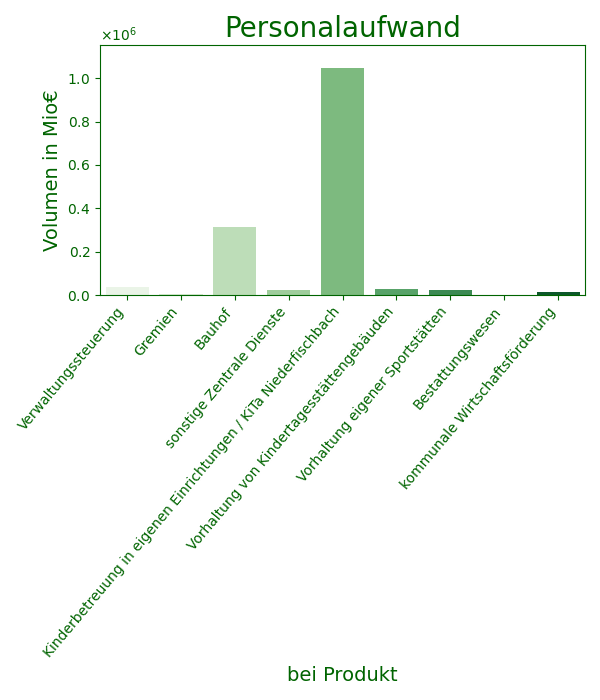 Personalaufwand
×10⁶
Volumen in Mio€
1.0
0.8
0.6
0.4
0.2
0.0
Verwaltungssteuerung
Gremien
Bauhof
sonstige Zentrale Dienste
Kinderbetreuung in eigenen Einrichtungen / KiTa Niederfischbach
Vorhaltung von Kindertagesstättengebäuden
Vorhaltung eigener Sportstätten
Bestattungswesen
kommunale Wirtschaftsförderung
bei Produkt